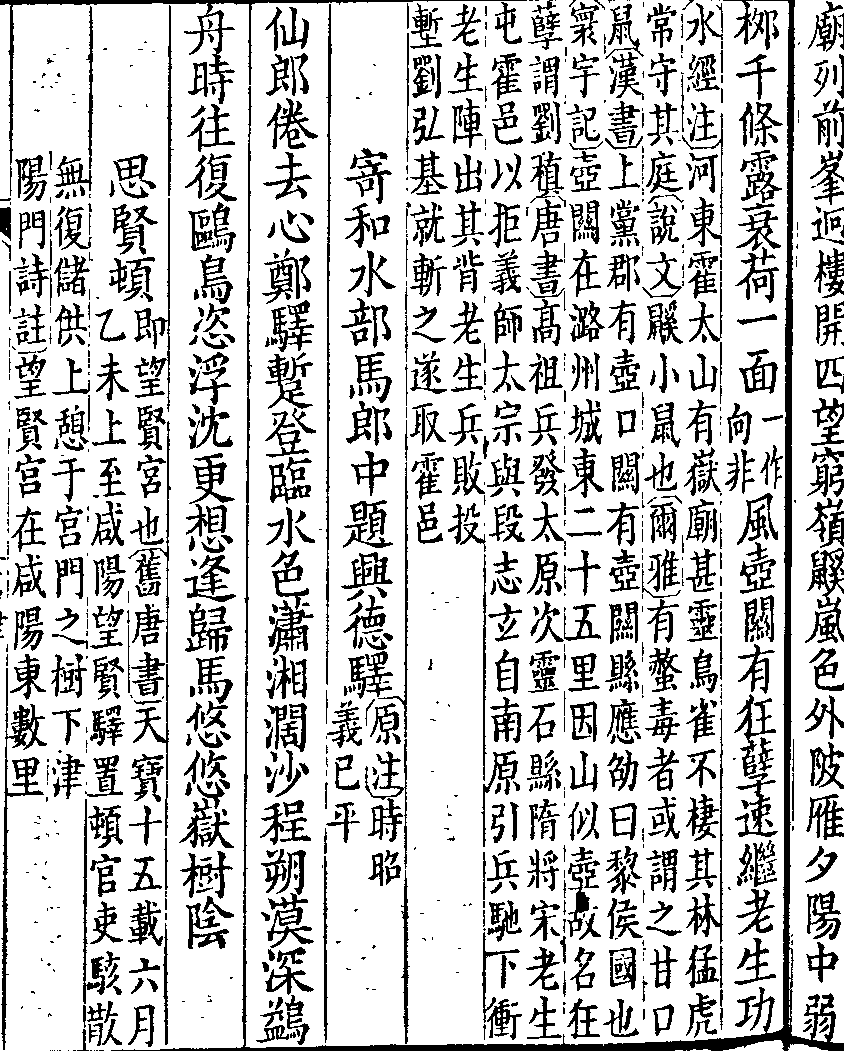 廟列前峯迥樓開四望窮嶺鼷嵐色外陂雁夕陽中弱
柳千條露衰荷一面一作向非風壺關有狂孽速繼老生功
水經注河東霍太山有嶽廟甚靈鳥雀不棲其林猛虎
常守其庭説文鼷小鼠也爾雅有螫毒者或謂之甘口
鼠漢書上黨郡有壺口關有壺關縣應劭曰黎侯國也
寰宇記壺關在潞州城東二十五里因山似壺故名狂
孽謂劉稹唐書高祖兵發太原次靈石縣隋將宋老生
屯霍邑以拒義師太宗與段志玄自南原引兵馳下衝
老生陣出其背老生兵敗投
塹劉弘基就斬之遂取霍邑
寄和水部馬郎中題興德驛原注時昭義已平
仙郎倦去心鄭驛蹔登臨水色瀟湘濶沙程朔漠深鷁
舟時往復鷗鳥恣浮沈更想逢歸馬悠悠嶽樹陰
思賢頓即望賢宮也舊唐書天寶十五載六月
乙未上至咸陽望賢驛置頓官吏駭散
無復儲供上憩于宮門之樹下津
陽門詩註望賢宮在咸陽東數里